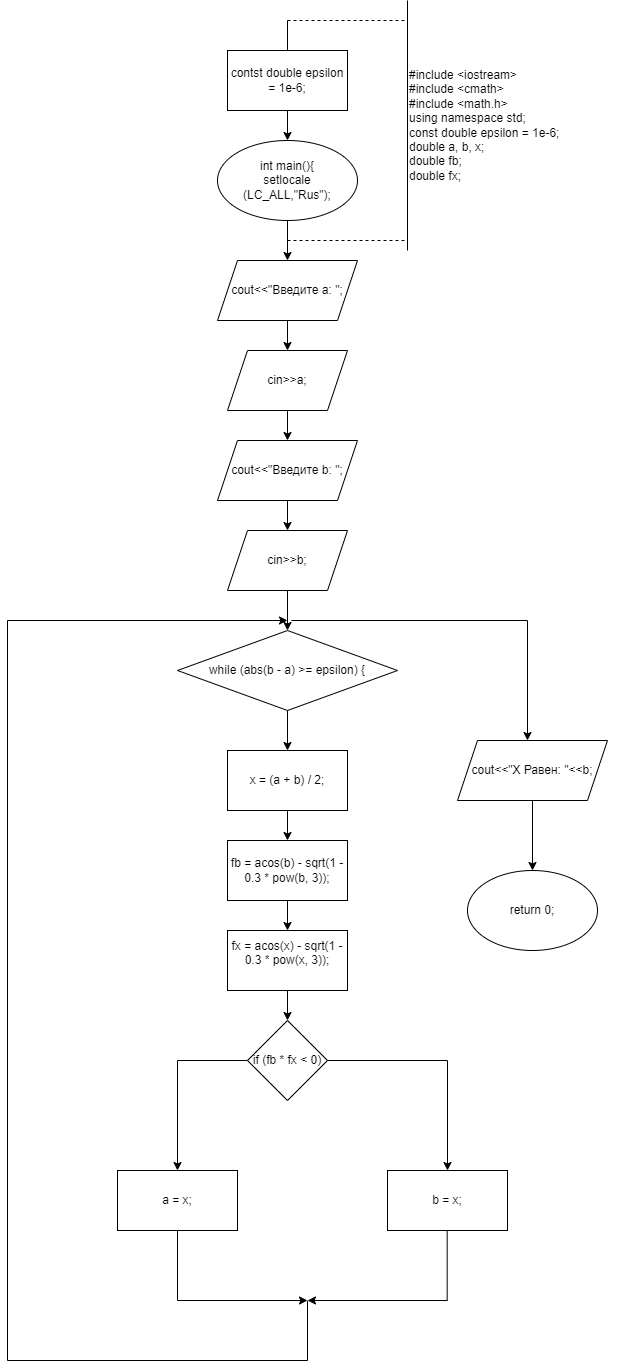 contst double epsilon
= 1e-6;
#include <iostream>
#include <cmath>
#include <math.h>
using namespace std;
const double epsilon = 1e-6;
double a, b, x;
double fb;
double fx;
int main(){
setlocale
(LC_ALL,"Rus");
cout<<"Введите a: ";
cin>>a;
cout<<"Введите b: ";
cin>>b;
while (abs(b - a) >= epsilon) {
x = (a + b) / 2;
cout<<"X Равен: "<<b;
fb = acos(b) - sqrt(1 -
0.3 * pow(b, 3));
return 0;
fx = acos(x) - sqrt(1 -
0.3 * pow(x, 3));
if (fb * fx < 0)
a = x;
b = x;